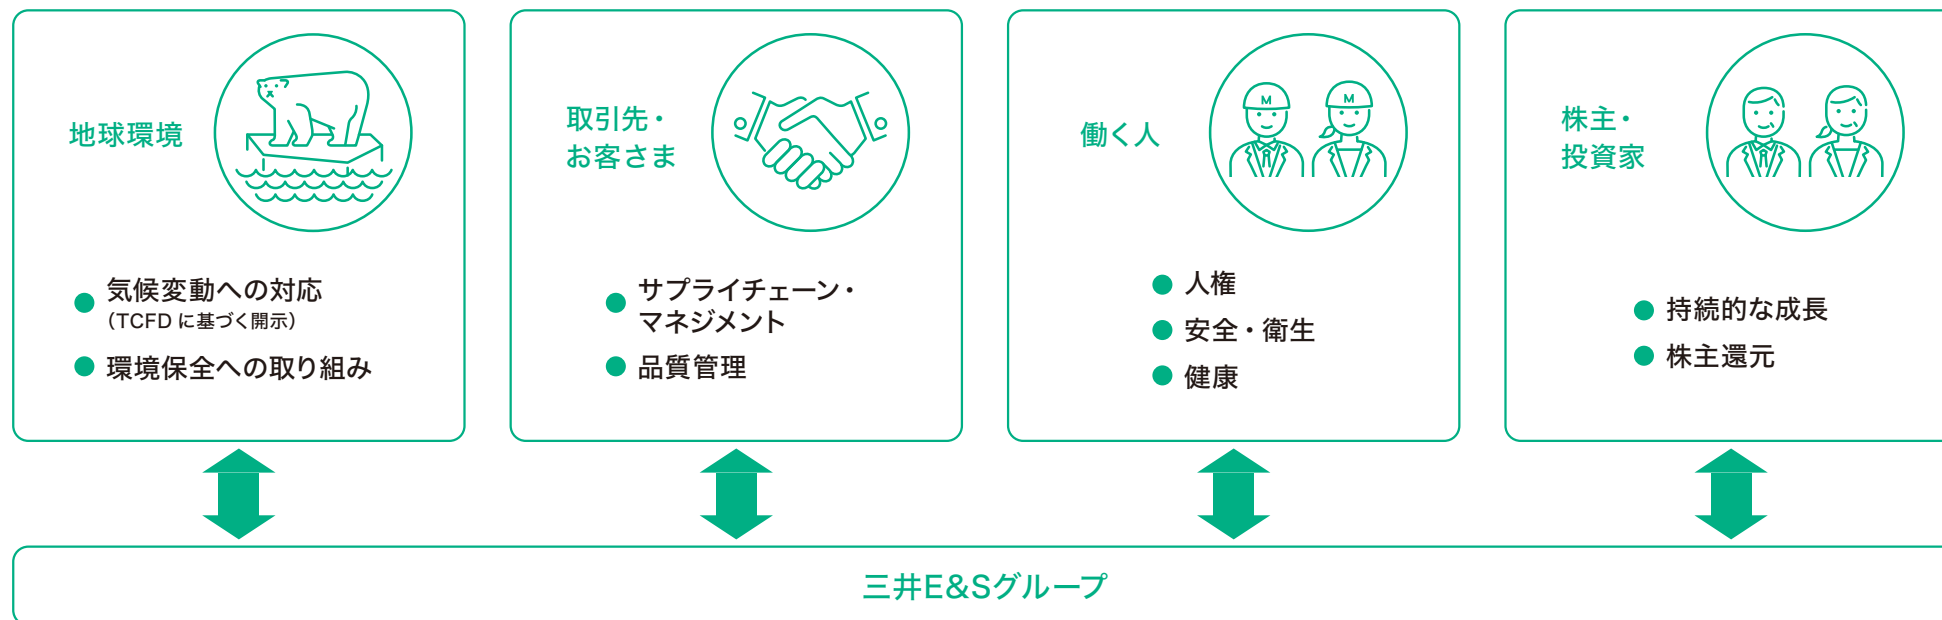 地球環境
● 気候変動への対応
(TCFD に基づく開示)
● 環境保全への取り組み
取引先・
お客さま
● サプライチェーン・
マネジメント
● 品質管理
働く人
M
M
● 人権
● 安全・衛生
● 健康
株主・
投資家
● 持続的な成長
● 株主還元
三井E&Sグループ